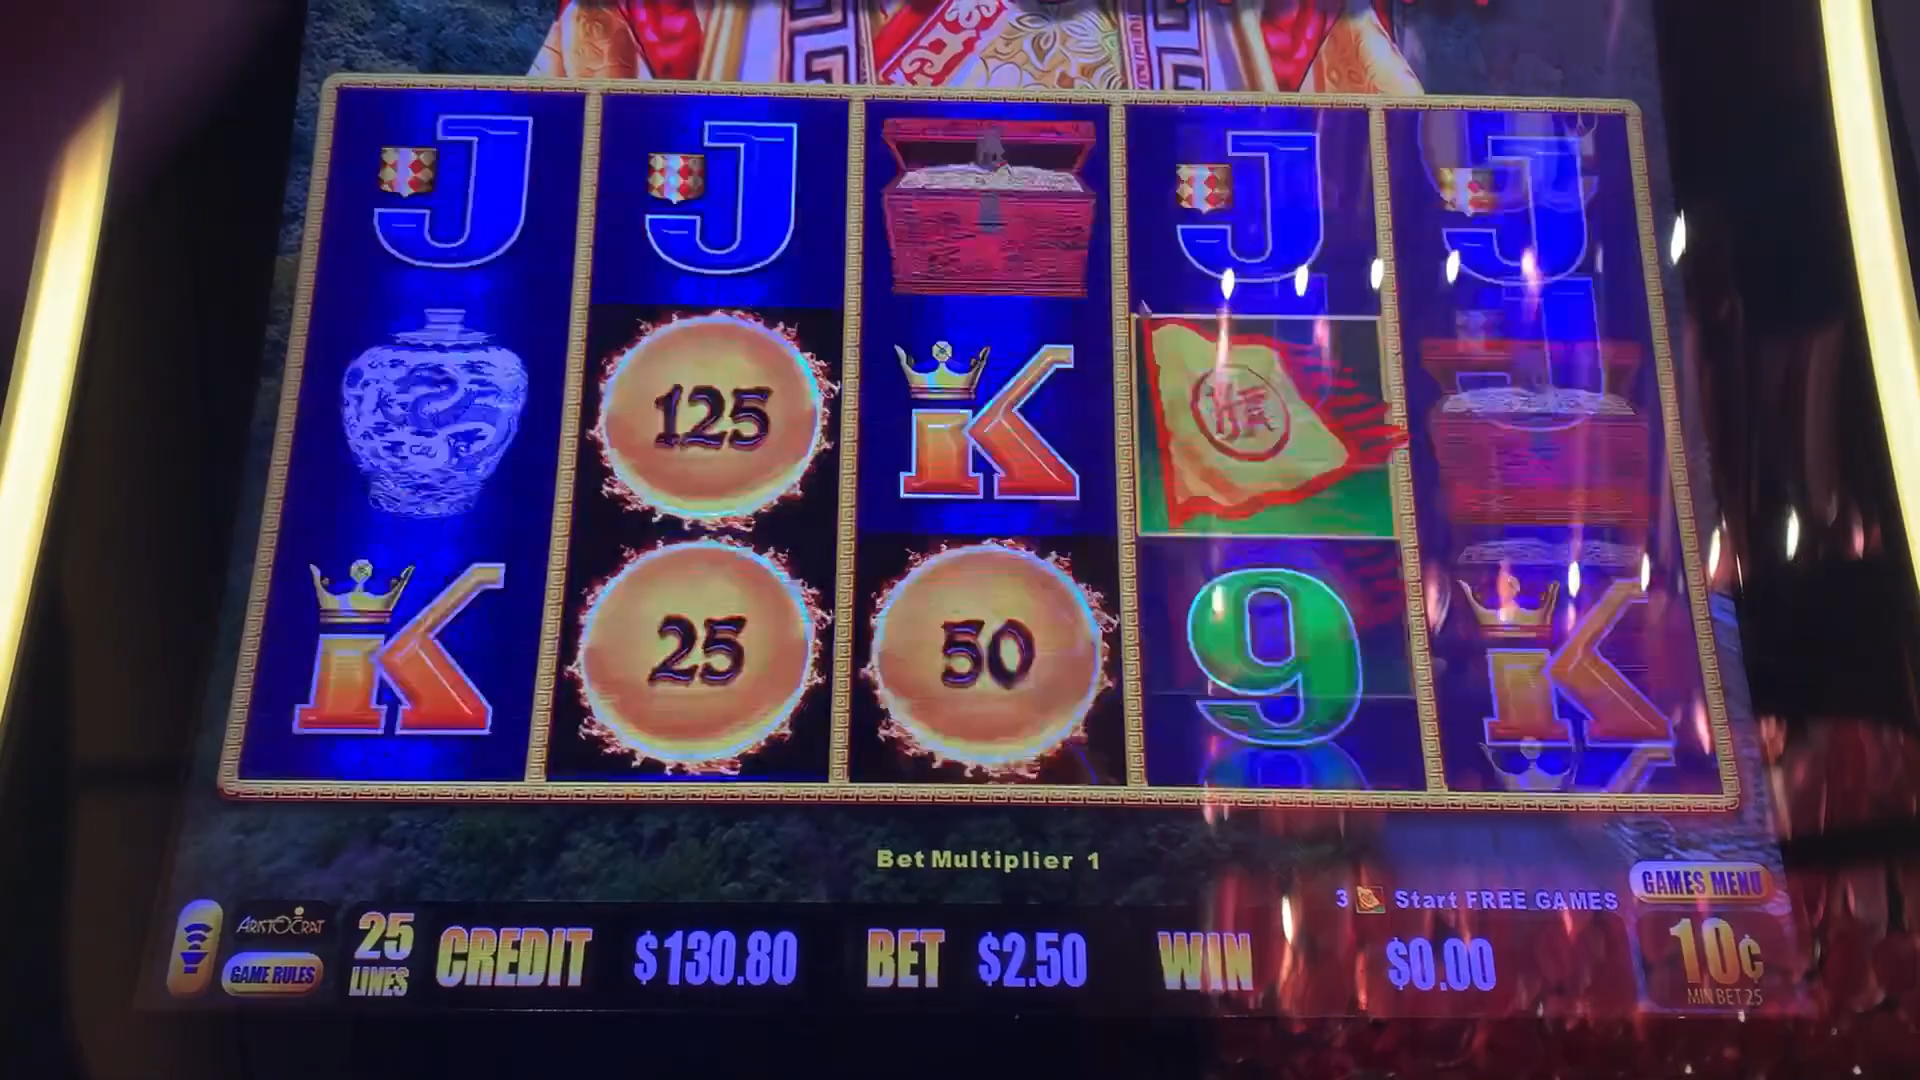 J J J J
125 K
K 25 50 9 K
Bet Multiplier 1
3 Start FREE GAMES
GAMES MENU
ARISTOCRAT
GAME RULES
25 LINES
CREDIT $130.80
BET $2.50
WIN $0.00
10¢
MIN BET 25